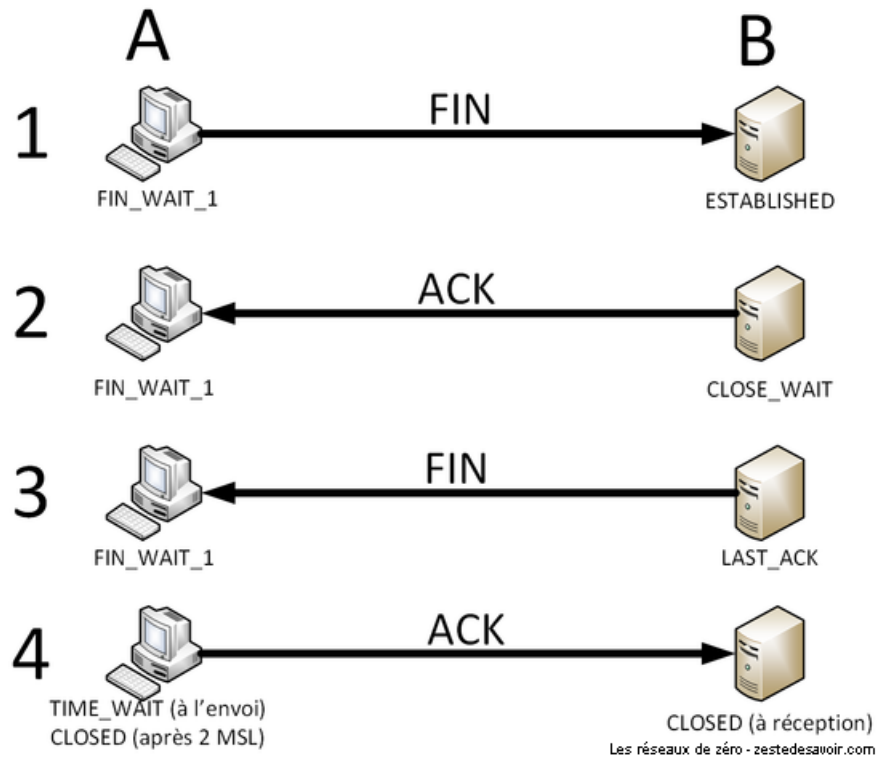 A B
1 FIN
FIN_WAIT_1 ESTABLISHED
2 ACK
FIN_WAIT_1 CLOSE_WAIT
3 FIN
FIN_WAIT_1 LAST_ACK
4 ACK
TIME_WAIT (à l'envoi)
CLOSED (après 2 MSL) CLOSED (à réception)
Les réseaux de zéro - zestedesavoir.com